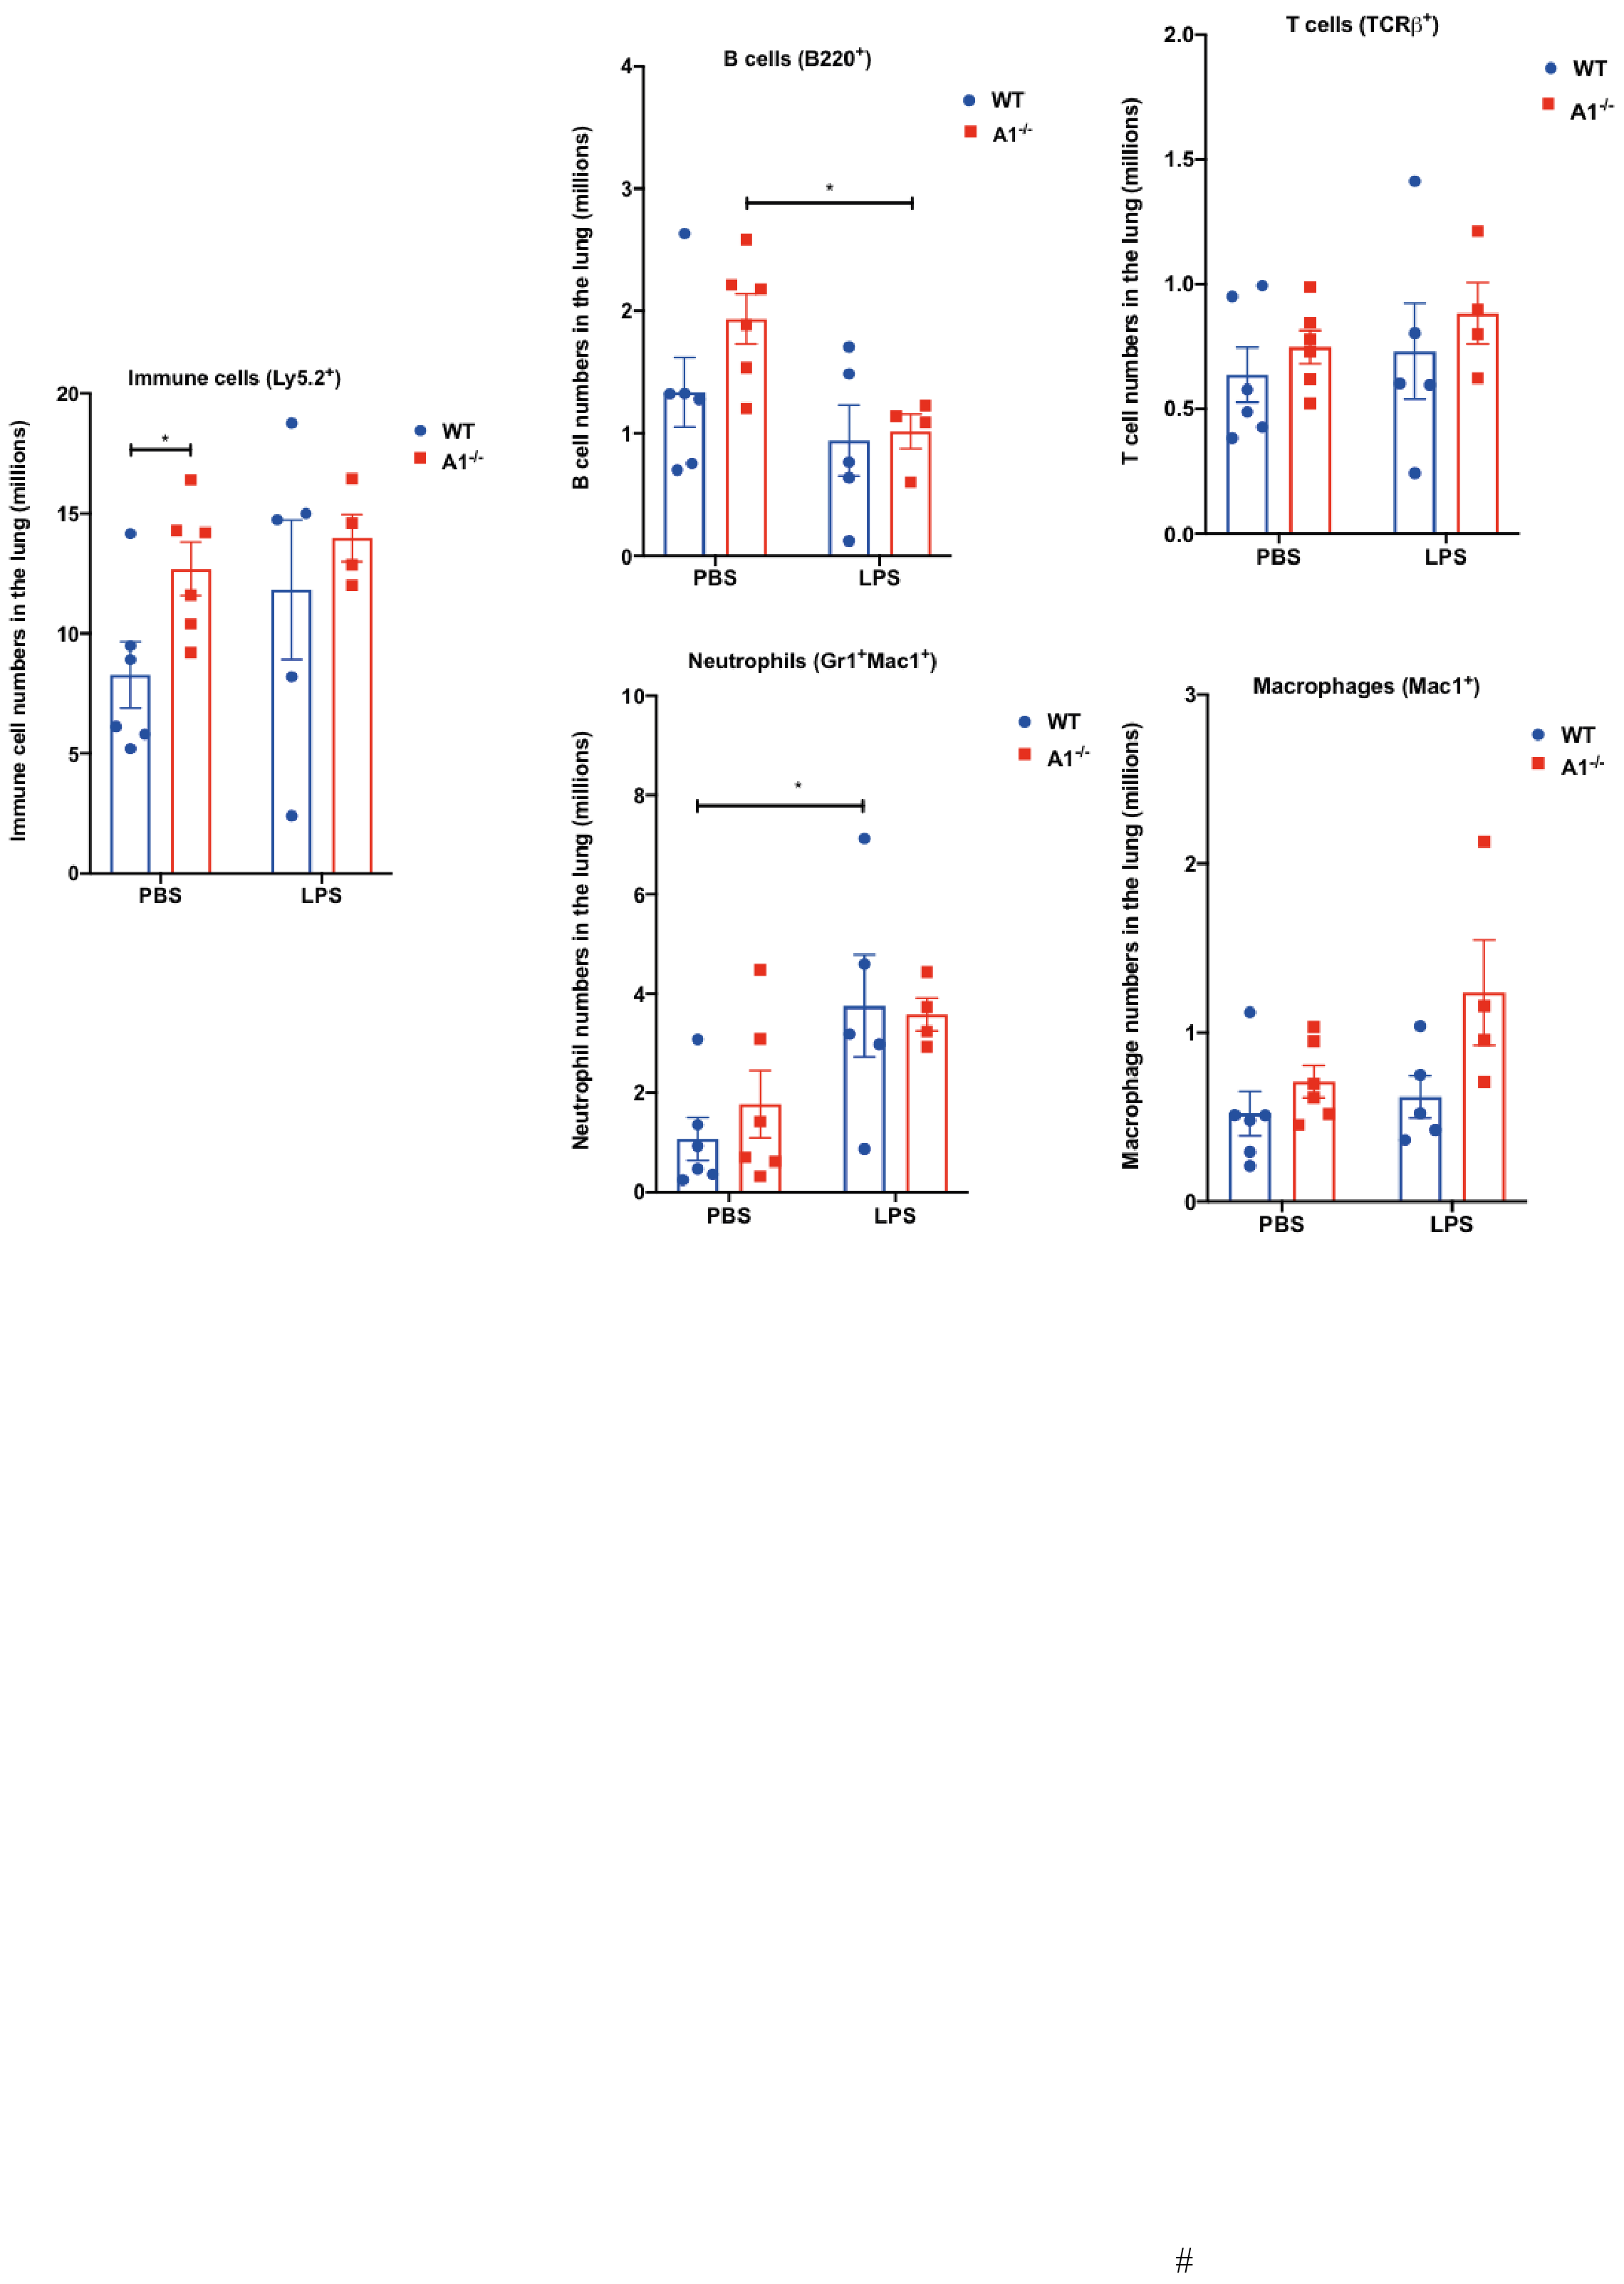 Immune cells (Ly5.2+)
Immune cell numbers in the lung (millions)
20
15
10
5
0
*
PBS
LPS
WT
A1-/-
B cells (B220+)
B cell numbers in the lung (millions)
4
3
2
1
0
*
PBS
LPS
WT
A1-/-
T cells (TCRβ+)
T cell numbers in the lung (millions)
2.0
1.5
1.0
0.5
0.0
PBS
LPS
WT
A1-/-
Neutrophils (Gr1+Mac1+)
Neutrophil numbers in the lung (millions)
10
8
6
4
2
0
*
PBS
LPS
WT
A1-/-
Macrophages (Mac1+)
Macrophage numbers in the lung (millions)
3
2
1
0
PBS
LPS
WT
A1-/-
#